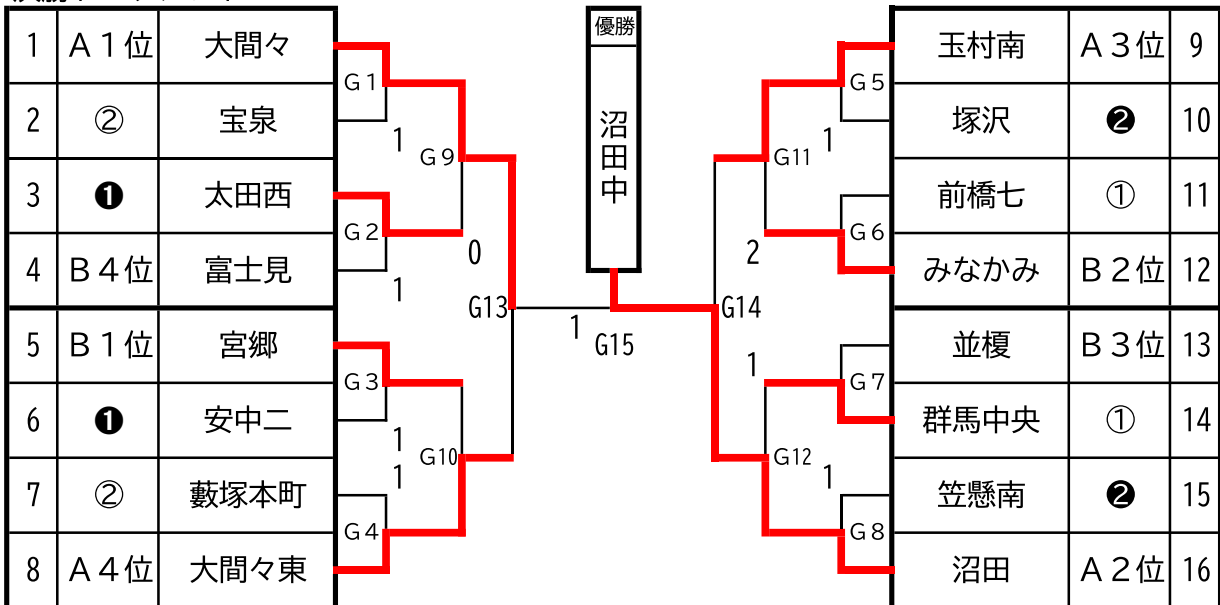 1 A1位 大間々
2 ② 宝泉
3 ❶ 太田西
4 B4位 富士見
5 B1位 宮郷
6 ❶ 安中二
7 ② 藪塚本町
8 A4位 大間々東
G1
1
G9
G2
0
1
G13
G3
1
G10
1
G4
優勝
沼田中
1
G15
G5
1
G11
G6
2
G14
1
G7
G12
1
G8
玉村南 A3位 9
塚沢 ❷ 10
前橋七 ① 11
みなかみ B2位 12
並榎 B3位 13
群馬中央 ① 14
笠懸南 ❷ 15
沼田 A2位 16